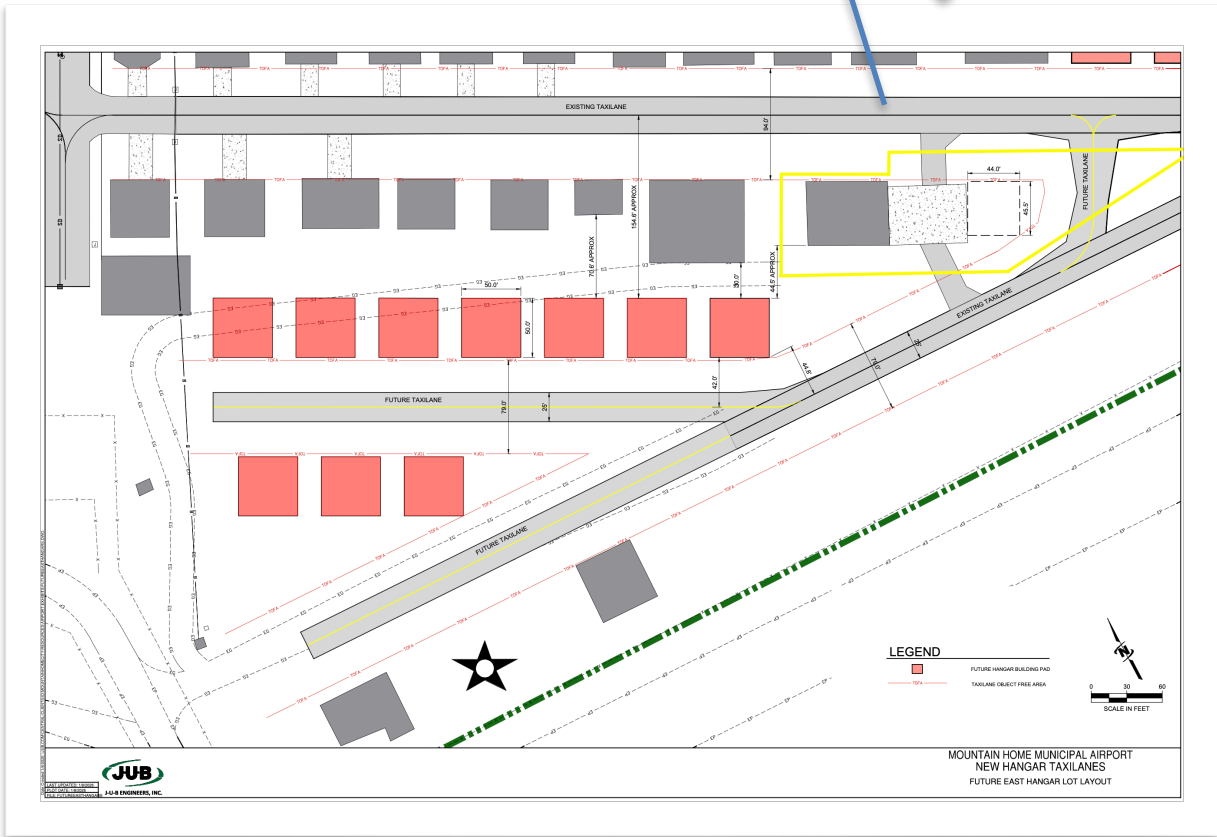 EXISTING TAXILANE
94.0'
154.6' APPROX
FUTURE TAXILANE
44.0'
45.5'
70.6' APPROX
30.0'
44.5' APPROX
50.0'
50.0'
EXISTING TAXILANE
25'
79.0'
44.6'
42.0'
FUTURE TAXILANE
79.0'
25'
FUTURE TAXILANE
TOFA
LEGEND
FUTURE HANGAR BUILDING PAD
TOFA
TAXILANE OBJECT FREE AREA
N
0 30 60
SCALE IN FEET
JUB
J-U-B ENGINEERS, INC.
MOUNTAIN HOME MUNICIPAL AIRPORT
NEW HANGAR TAXILANES
FUTURE EAST HANGAR LOT LAYOUT